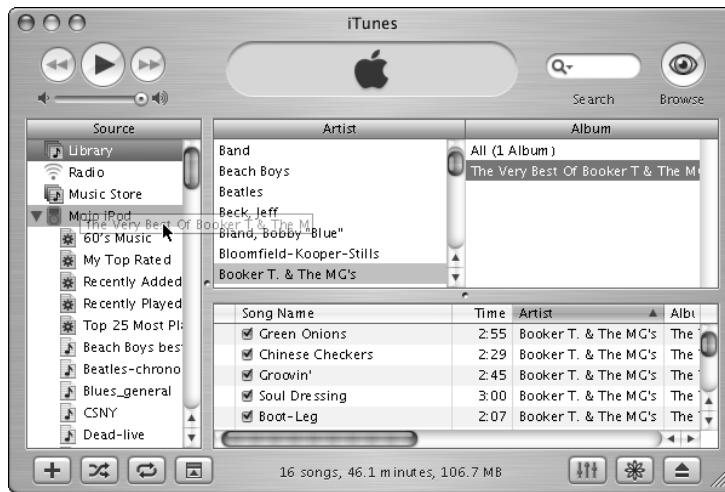 iTunes
Search
Browse
Source
Library
Radio
Music Store
Mojo iPod
60's Music
My Top Rated
Recently Added
Recently Played
Top 25 Most Pl
Beach Boys bes
Beatles-chrono
Blues_general
CSNY
Dead-live
The Very Best Of Booker T & The M
Artist
Band
Beach Boys
Beatles
Beck, Jeff
Bland, Bobby "Blue"
Bloomfield-Kooper-Stills
Booker T. & The MG's
Album
All (1 Album)
The Very Best Of Booker T & The M
Song Name Time Artist Albu
Green Onions 2:55 Booker T. & The MG's The
Chinese Checkers 2:29 Booker T. & The MG's The
Groovin' 2:45 Booker T. & The MG's The
Soul Dressing 3:00 Booker T. & The MG's The
Boot-Leg 2:07 Booker T. & The MG's The
16 songs, 46.1 minutes, 106.7 MB